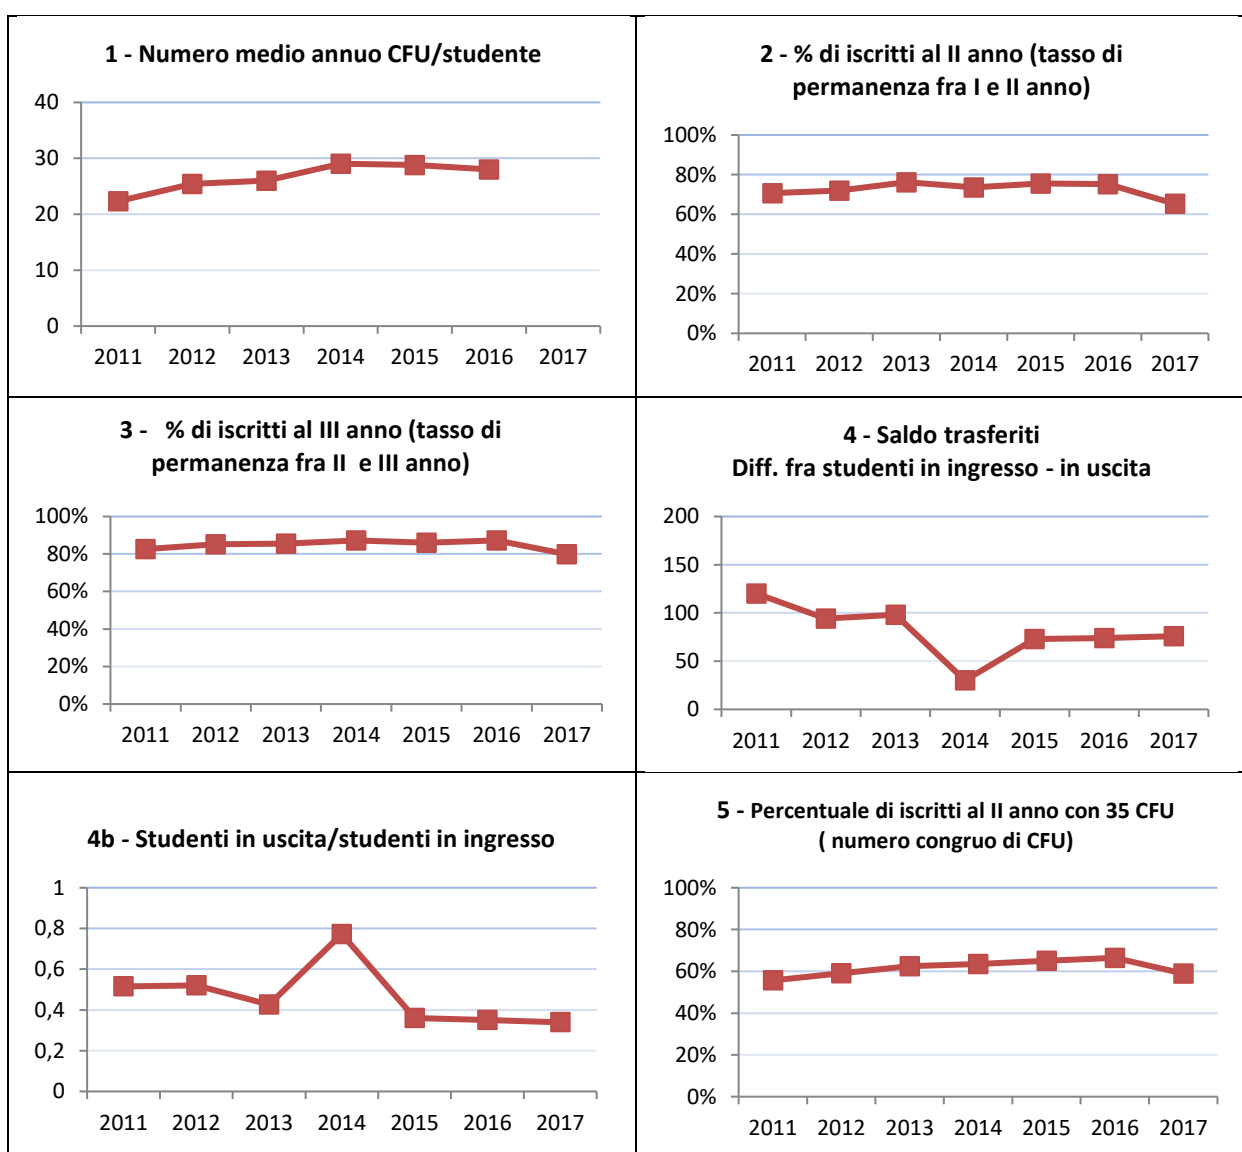 1 - Numero medio annuo CFU/studente
40
30
20
10
0
2011 2012 2013 2014 2015 2016 2017
2 - % di iscritti al II anno (tasso di
permanenza fra I e II anno)
100%
80%
60%
40%
20%
0%
2011 2012 2013 2014 2015 2016 2017
3 - % di iscritti al III anno (tasso di
permanenza fra II e III anno)
100%
80%
60%
40%
20%
0%
2011 2012 2013 2014 2015 2016 2017
4 - Saldo trasferiti
Diff. fra studenti in ingresso - in uscita
200
150
100
50
0
2011 2012 2013 2014 2015 2016 2017
4b - Studenti in uscita/studenti in ingresso
1
0,8
0,6
0,4
0,2
0
2011 2012 2013 2014 2015 2016 2017
5 - Percentuale di iscritti al II anno con 35 CFU
( numero congruo di CFU)
100%
80%
60%
40%
20%
0%
2011 2012 2013 2014 2015 2016 2017